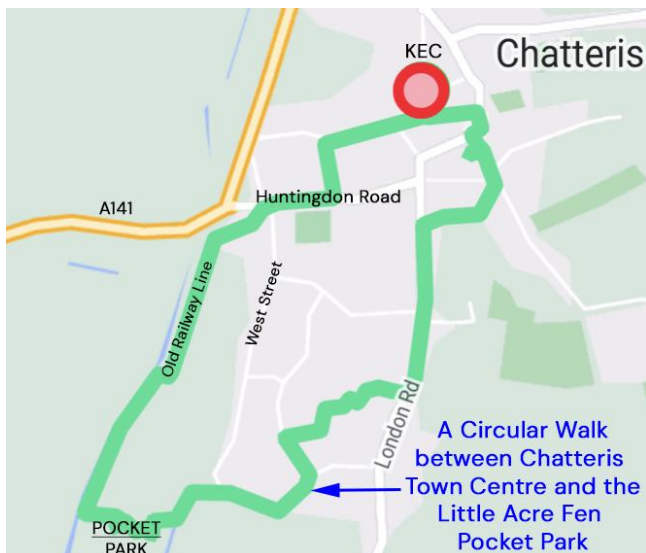 KEC
Chatteris
A141
Huntingdon Road
Old Railway Line
West Street
London Rd
A Circular Walk
between Chatteris
Town Centre and the
Little Acre Fen
Pocket Park
POCKET
PARK